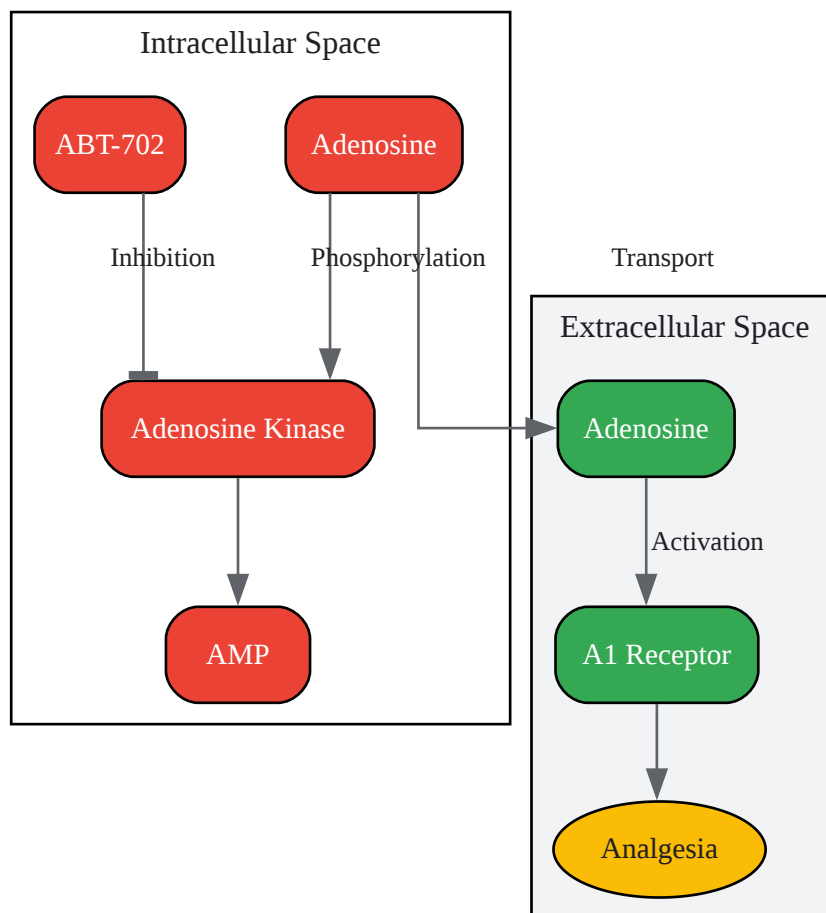 Intracellular Space
ABT-702
Adenosine
Inhibition
Phosphorylation
Transport
Extracellular Space
Adenosine Kinase
Adenosine
Activation
AMP
A1 Receptor
Analgesia